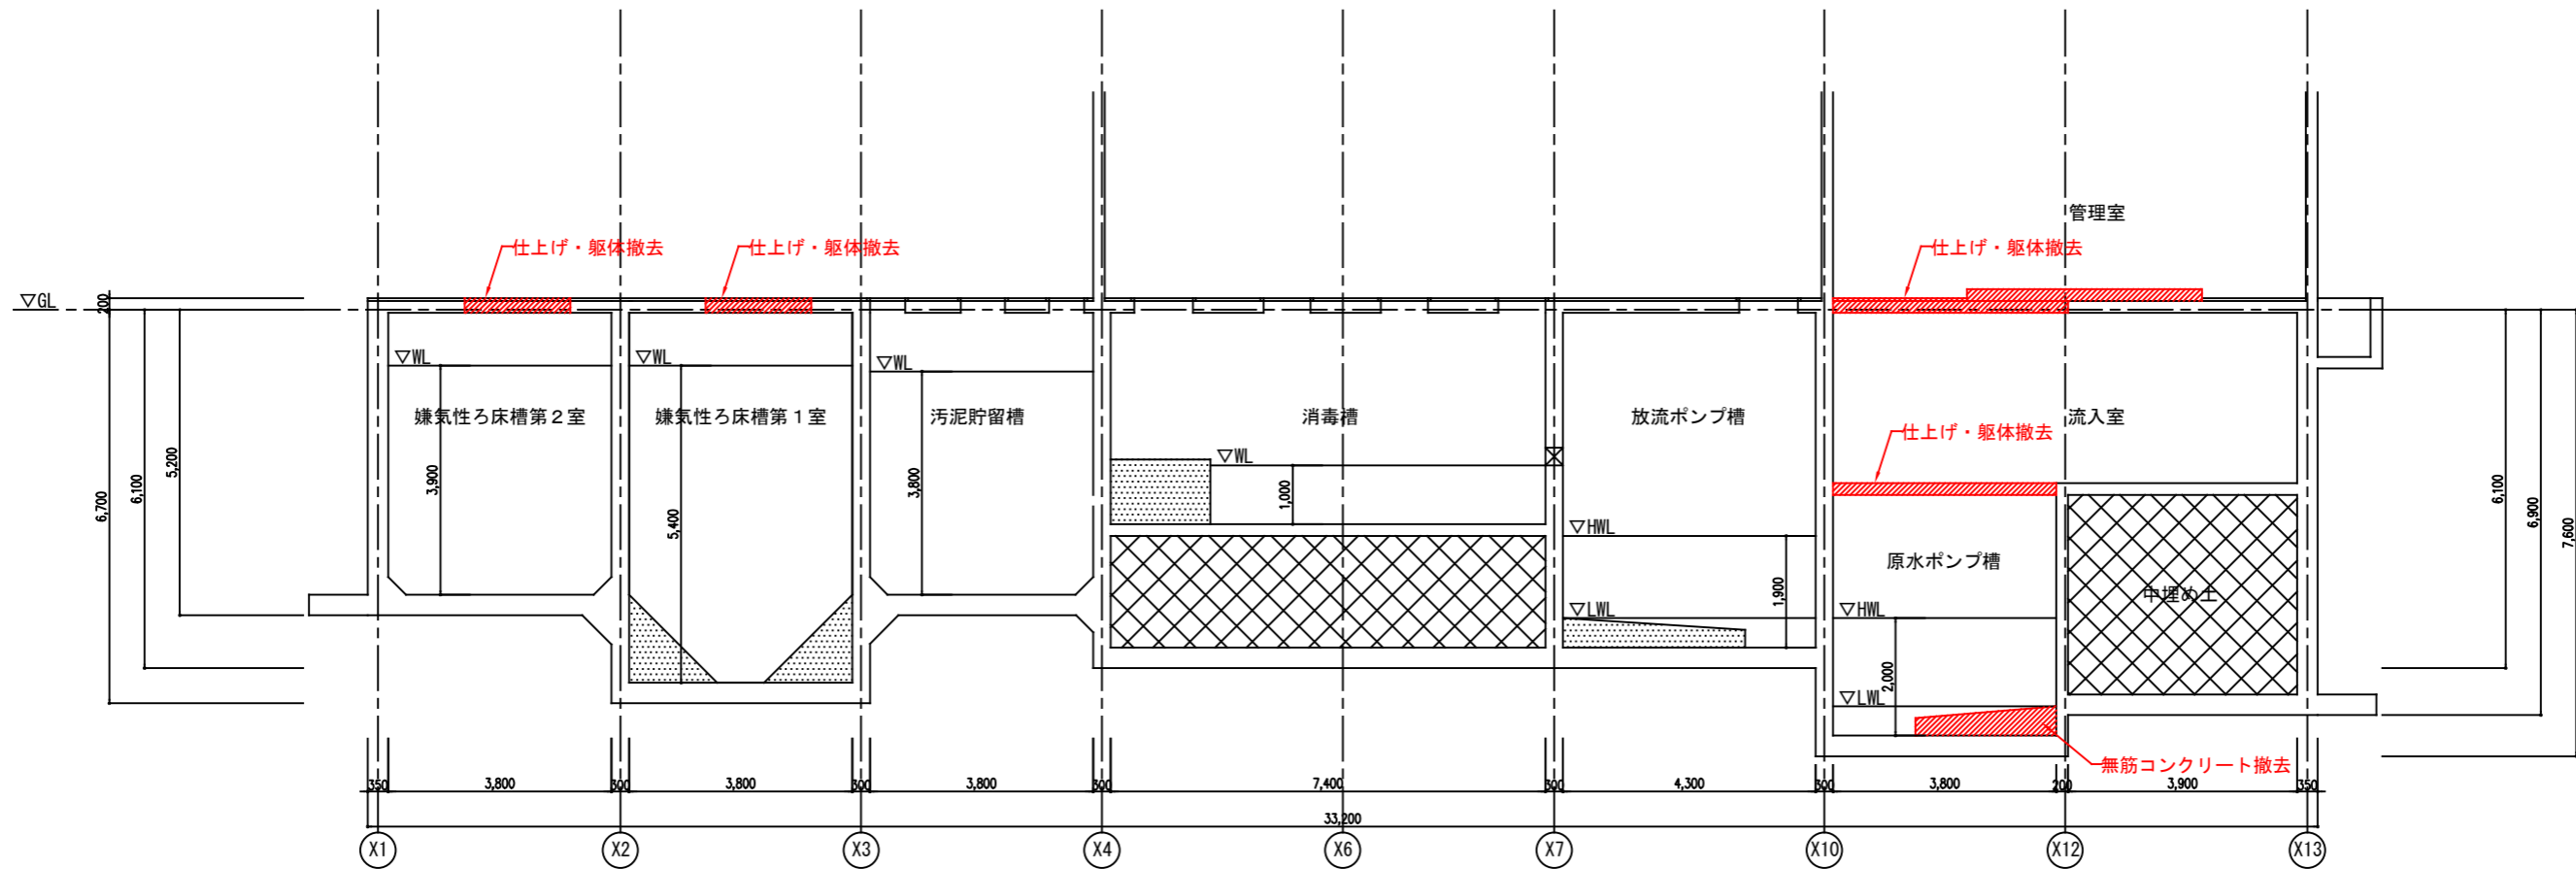 管理室
仕上げ・躯体撤去
仕上げ・躯体撤去
仕上げ・躯体撤去
▽GL
200
▽WL
▽WL
▽WL
嫌気性ろ床槽第2室
嫌気性ろ床槽第1室
汚泥貯留槽
消毒槽
放流ポンプ槽
流入室
仕上げ・躯体撤去
▽WL
6,700
6,100
5,200
3,900
5,400
3,800
1,000
▽HWL
1,900
▽LWL
原水ポンプ槽
中埋め土
▽HWL
2,000
▽LWL
6,100
6,900
7,600
無筋コンクリート撤去
350
3,800
300
3,800
300
3,800
300
7,400
300
4,300
300
3,800
200
3,900
350
33,200
X1
X2
X3
X4
X6
X7
X10
X12
X13